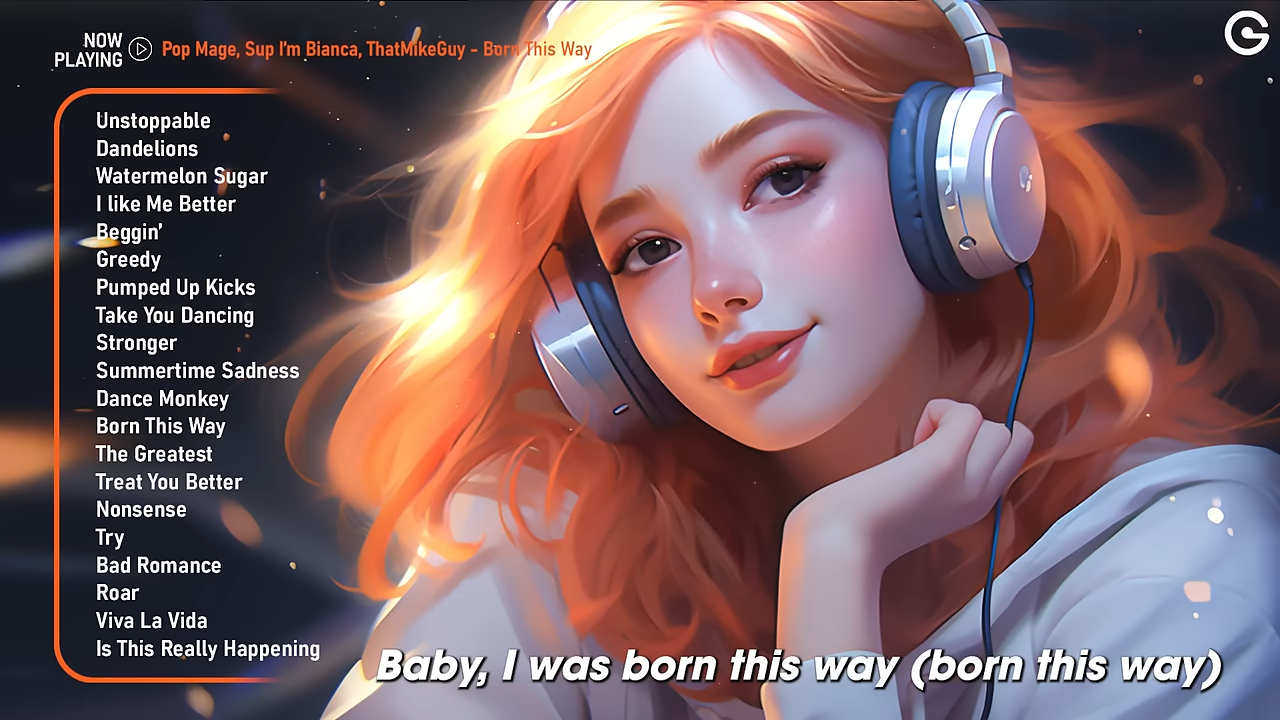 NOW
PLAYING
Pop Mage, Sup I'm Bianca, ThatMikeGuy - Born This Way
Unstoppable
Dandelions
Watermelon Sugar
I like Me Better
Beggin'
Greedy
Pumped Up Kicks
Take You Dancing
Stronger
Summertime Sadness
Dance Monkey
Born This Way
The Greatest
Treat You Better
Nonsense
Try
Bad Romance
Roar
Viva La Vida
Is This Really Happening
Baby, I was born this way (born this way)